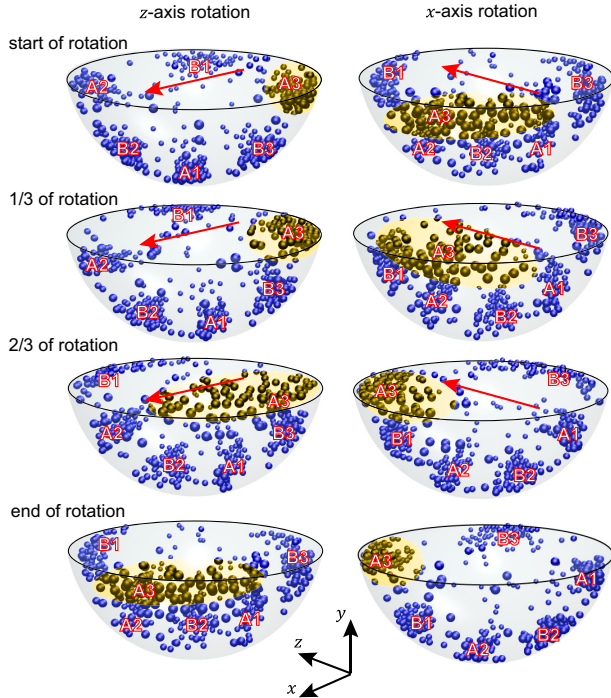 z-axis rotation
x-axis rotation
start of rotation
B1
A2
A3
B2
A1
B3
B1
B3
A3
A2
B2
A1
1/3 of rotation
B1
A3
A2
B3
B2
A1
B3
A3
B1
A1
A2
B2
2/3 of rotation
B1
A3
A2
B3
B2
A1
B3
A3
B1
A1
A2
B2
end of rotation
B1
B3
A3
A2
B2
A1
B3
A3
A1
B1
B2
A2
y
z
x